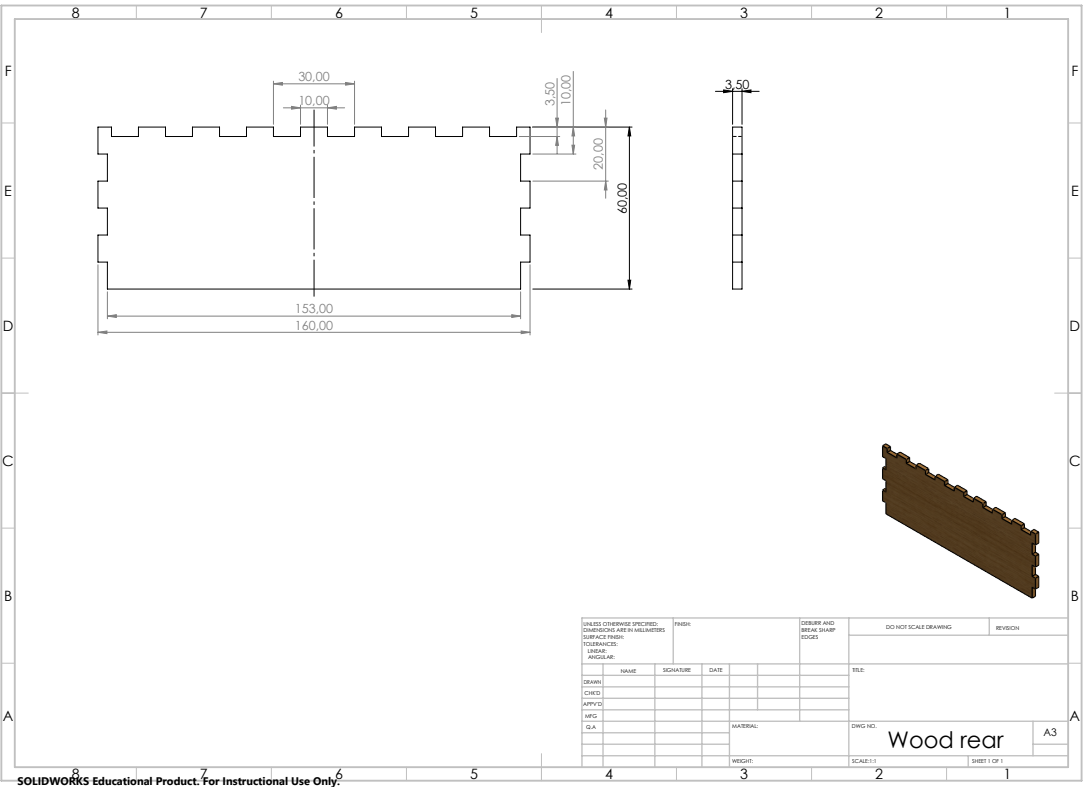 8 7 6 5 4 3 2 1
F F
E E
D D
C C
B B
A A
30,00
10,00
3,50
10,00
20,00
60,00
153,00
160,00
3,50
UNLESS OTHERWISE SPECIFIED:
DIMENSIONS ARE IN MILLIMETERS
SURFACE FINISH:
TOLERANCES:
LINEAR:
ANGULAR:
FINISH:
DEBURR AND
BREAK SHARP
EDGES
DO NOT SCALE DRAWING
REVISION
NAME SIGNATURE DATE
TITLE:
DRAWN
CHK'D
APPV'D
MFG
Q.A
MATERIAL:
DWG NO.
Wood rear
A3
WEIGHT:
SCALE:1:1
SHEET 1 OF 1
8 7 6 5 4 3 2 1
SOLIDWORKS Educational Product. For Instructional Use Only.